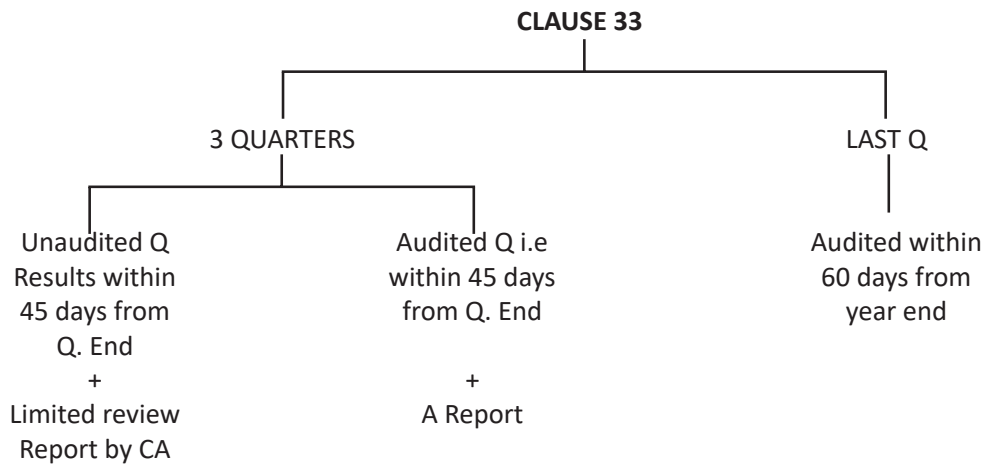 CLAUSE 33
3 QUARTERS
LAST Q
Unaudited Q
Results within
45 days from
Q. End
+
Limited review
Report by CA
Audited Q i.e
within 45 days
from Q. End
+
A Report
Audited within
60 days from
year end